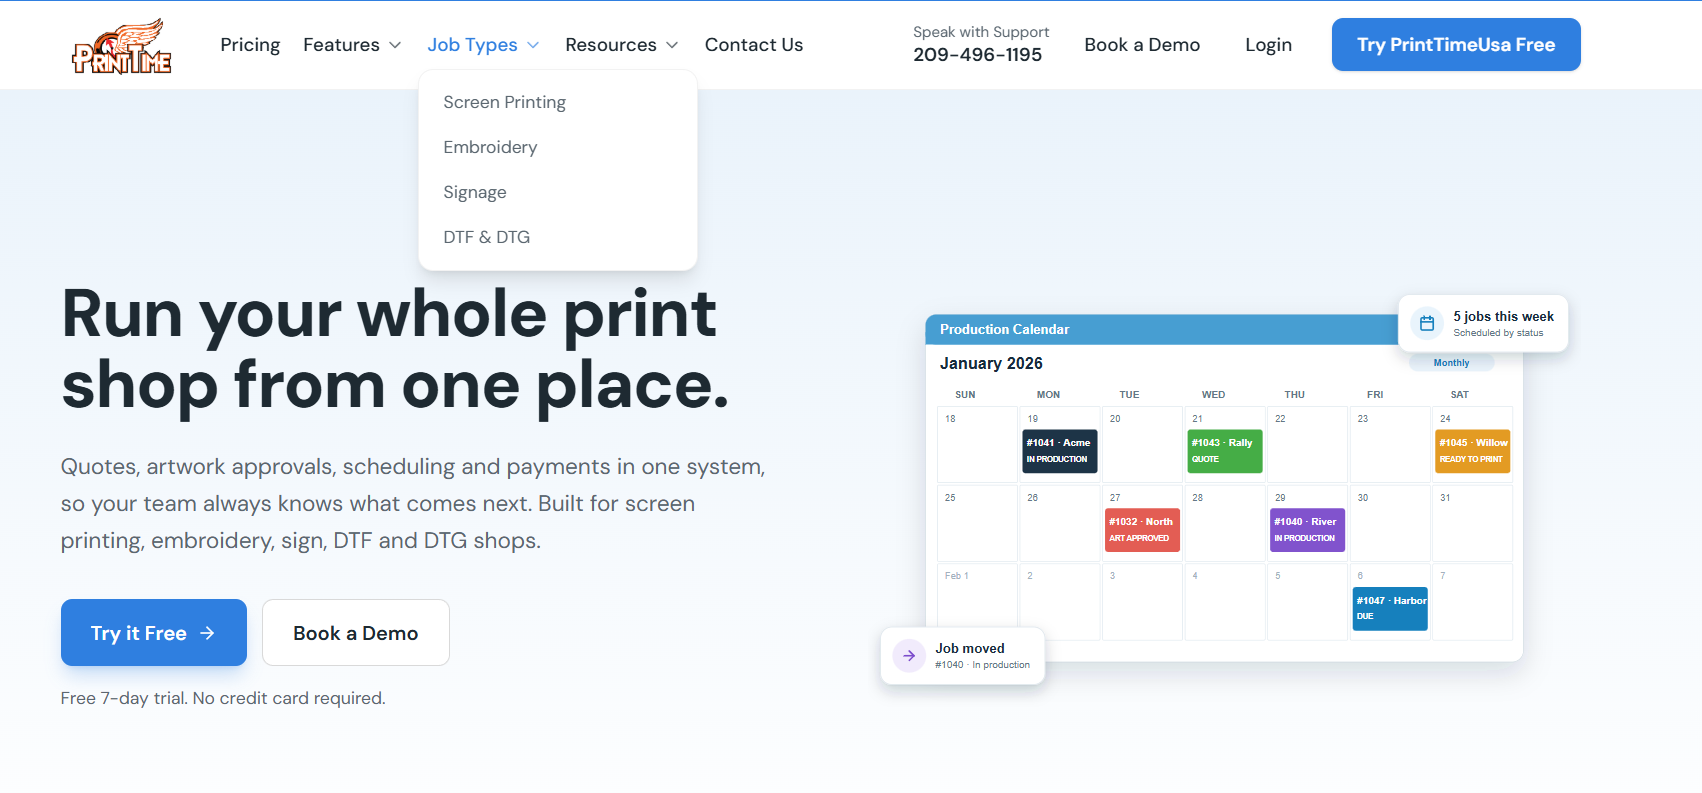 PRINTTIME
Pricing
Features
Job Types
Resources
Contact Us
Speak with Support
209-496-1195
Book a Demo
Login
Try PrintTimeUsa Free
Screen Printing
Embroidery
Signage
DTF & DTG
Run your whole print
shop from one place.
Quotes, artwork approvals, scheduling and payments in one system,
so your team always knows what comes next. Built for screen
printing, embroidery, sign, DTF and DTG shops.
Try it Free
Book a Demo
Free 7-day trial. No credit card required.
Production Calendar
5 jobs this week
Scheduled by status
January 2026
Monthly
SUN MON TUE WED THU FRI SAT
18 19 20 21 22 23 24
#1041 · Acme
IN PRODUCTION
#1043 · Rally
QUOTE
#1045 · Willow
READY TO PRINT
25 26 27 28 29 30 31
#1032 · North
ART APPROVED
#1040 · River
IN PRODUCTION
Feb 1 2 3 4 5 6 7
#1047 · Harbor
DUE
Job moved
#1040 · In production